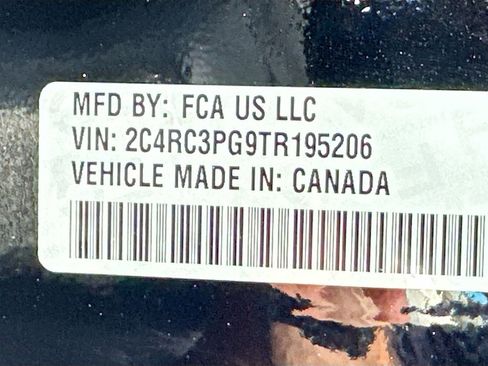 MFD BY: FCA US LLC
VIN: 2C4RC3PG9TR195206
VEHICLE MADE IN: CANADA